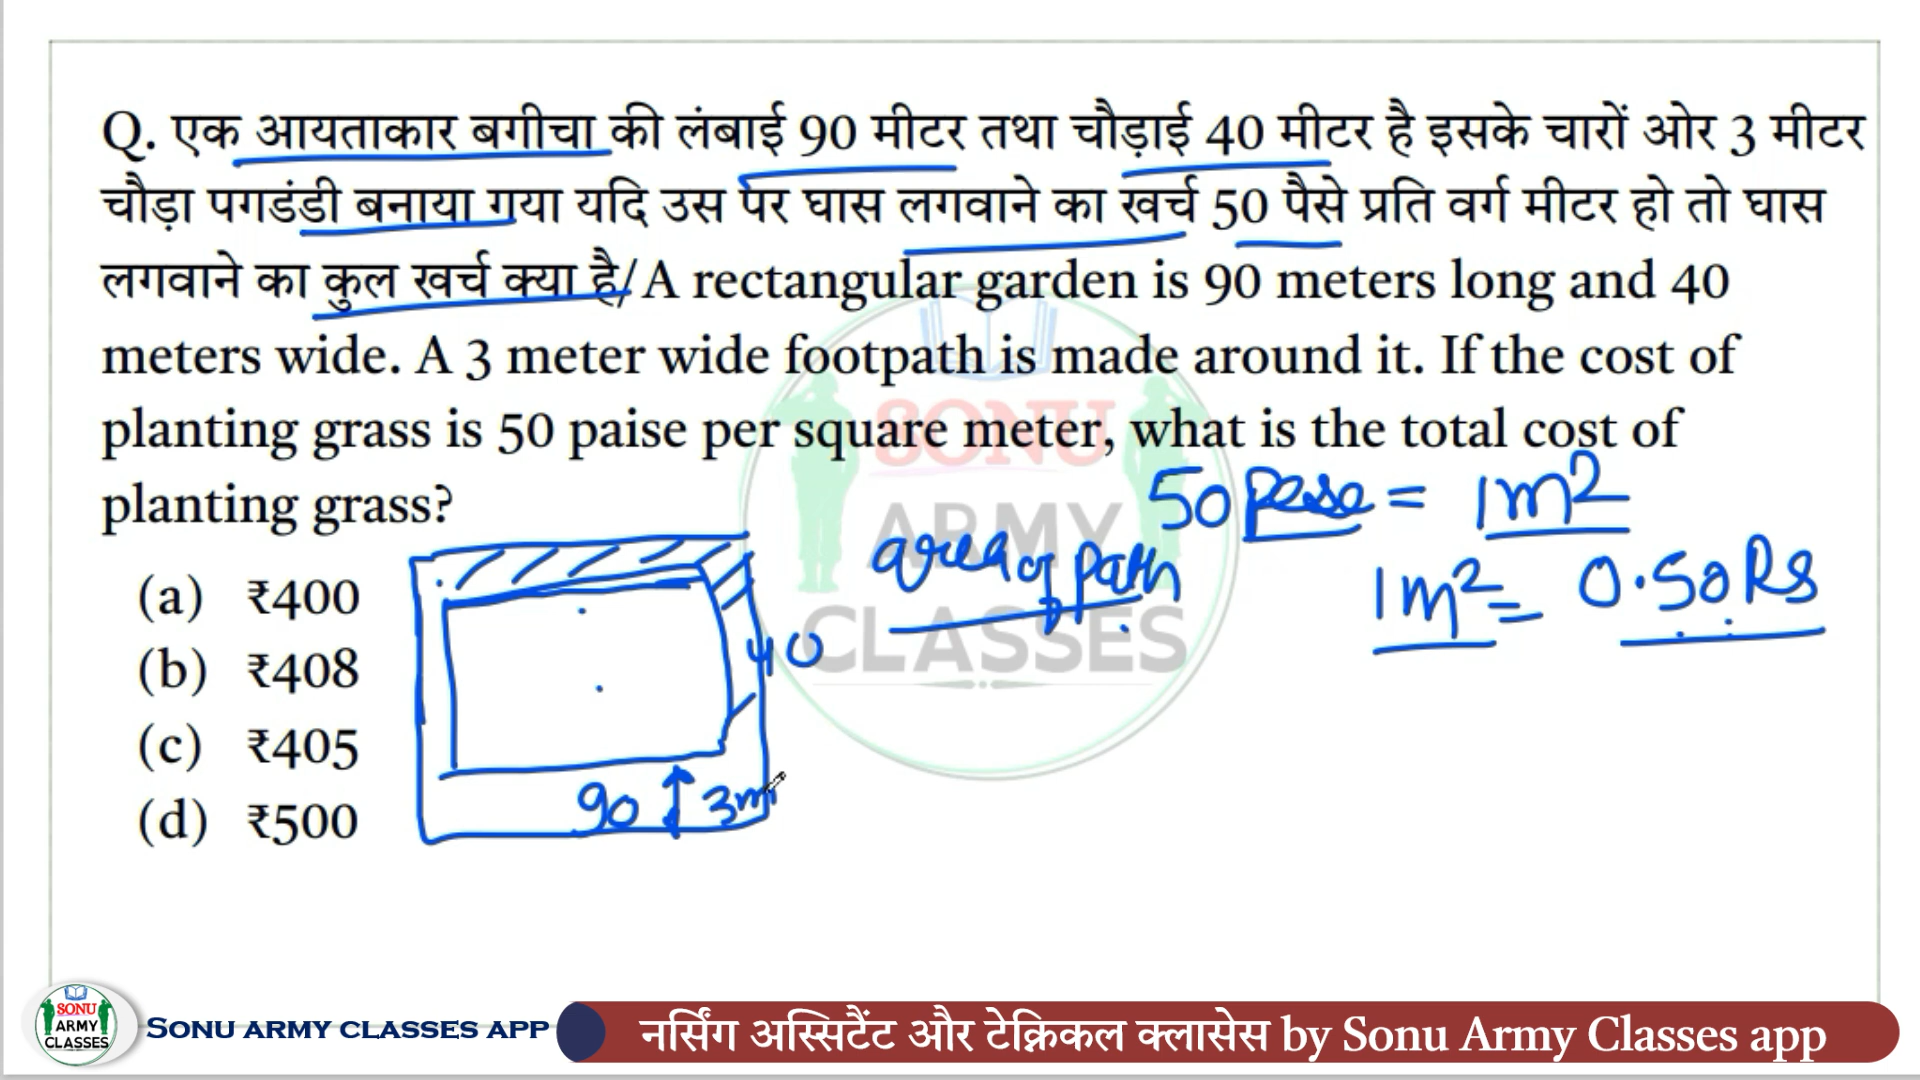 Q. एक आयताकार बगीचा की लंबाई 90 मीटर तथा चौड़ाई 40 मीटर है इसके चारों ओर 3 मीटर
चौड़ा पगडंडी बनाया गया यदि उस पर घास लगवाने का खर्च 50 पैसे प्रति वर्ग मीटर हो तो घास
लगवाने का कुल खर्च क्या है/A rectangular garden is 90 meters long and 40
meters wide. A 3 meter wide footpath is made around it. If the cost of
planting grass is 50 paise per square meter, what is the total cost of
planting grass?
50 pese = 1m²
area of path
1m² = 0.50 Rs
(a) ₹400
(b) ₹408
(c) ₹405
(d) ₹500
40
90 3m
SONU
ARMY
CLASSES
SONU
ARMY
CLASSES
SONU ARMY CLASSES APP
नर्सिंग अस्सिटैंट और टेक्निकल क्लासेस by Sonu Army Classes app